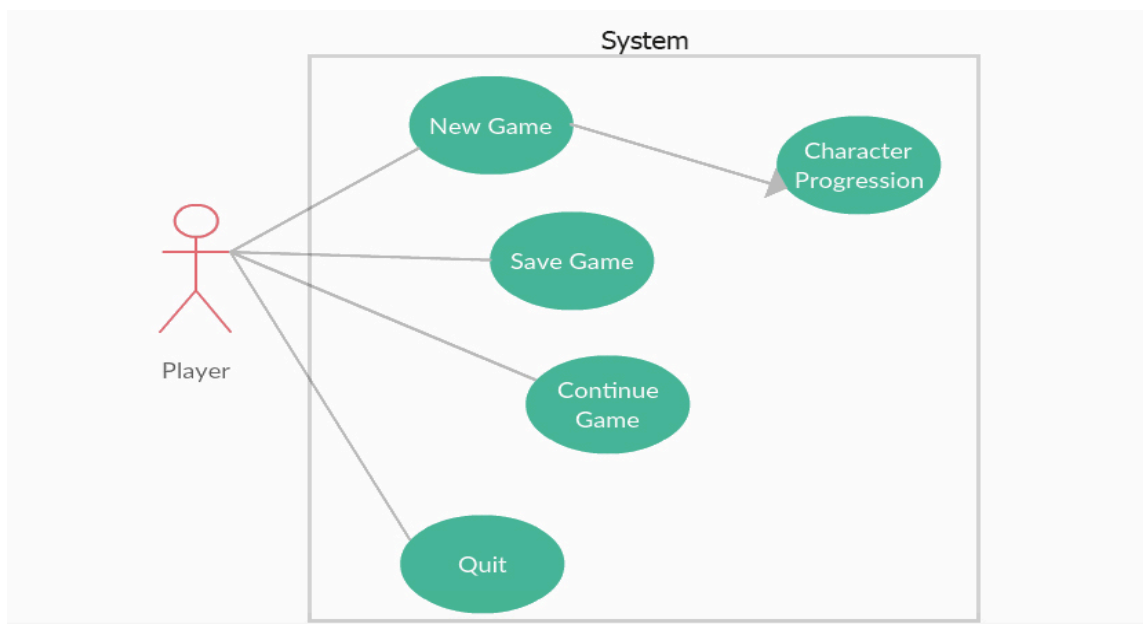 System
New Game
Character
Progression
Save Game
Player
Continue
Game
Quit